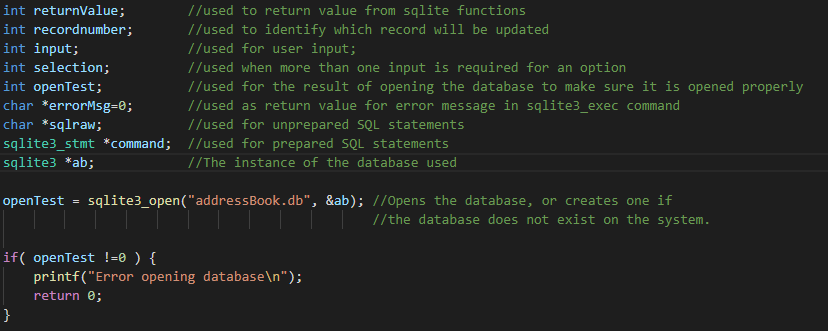 int returnValue;        //used to return value from sqlite functions
int recordnumber;       //used to identify which record will be updated
int input;              //used for user input;
int selection;          //used when more than one input is required for an option
int openTest;           //used for the result of opening the database to make sure it is opened properly
char *errorMsg=0;       //used as return value for error message in sqlite3_exec command
char *sqlraw;           //used for unprepared SQL statements
sqlite3_stmt *command;  //used for prepared SQL statements
sqlite3 *ab;            //The instance of the database used
openTest = sqlite3_open("addressBook.db", &ab); //Opens the database, or creates one if
                                                //the database does not exist on the system.
if( openTest !=0 ) {
    printf("Error opening database\n");
    return 0;
}